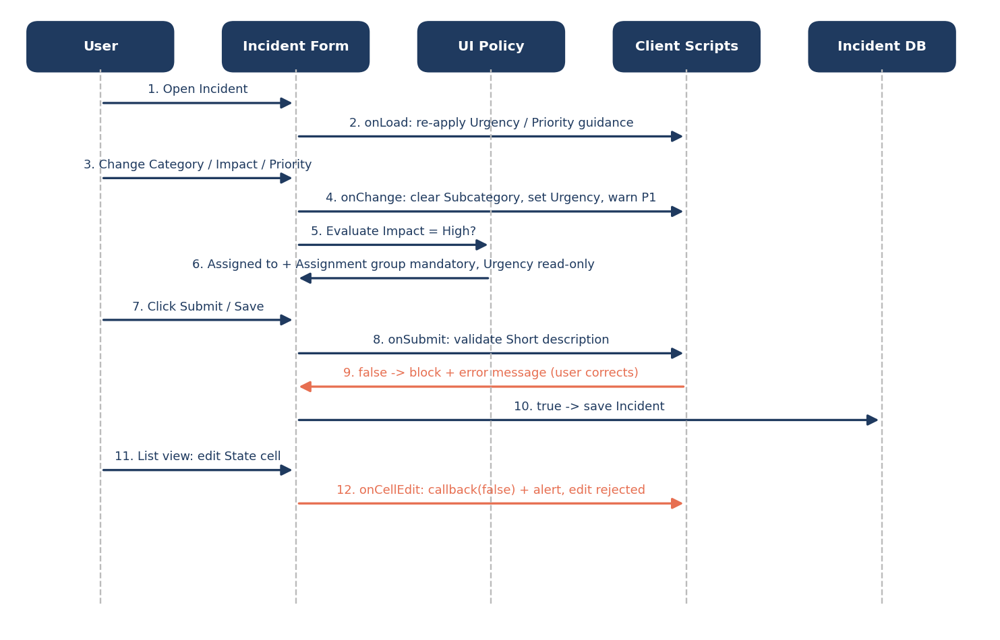 User
Incident Form
UI Policy
Client Scripts
Incident DB
1. Open Incident
2. onLoad: re-apply Urgency / Priority guidance
3. Change Category / Impact / Priority
4. onChange: clear Subcategory, set Urgency, warn P1
5. Evaluate Impact = High?
6. Assigned to + Assignment group mandatory, Urgency read-only
7. Click Submit / Save
8. onSubmit: validate Short description
9. false -> block + error message (user corrects)
10. true -> save Incident
11. List view: edit State cell
12. onCellEdit: callback(false) + alert, edit rejected